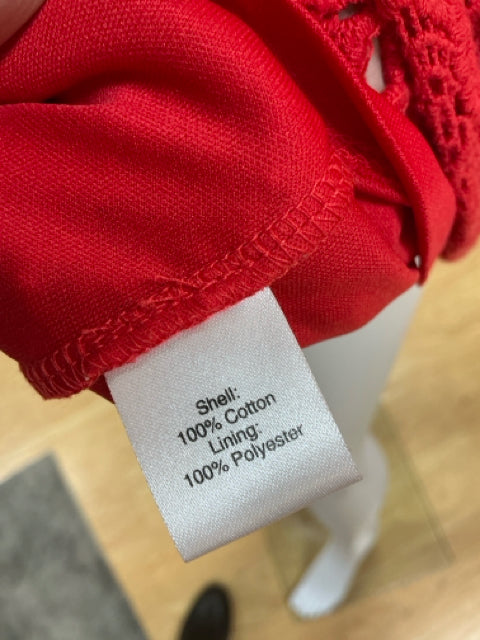 Shell:
100% Cotton
Lining:
100% Polyester